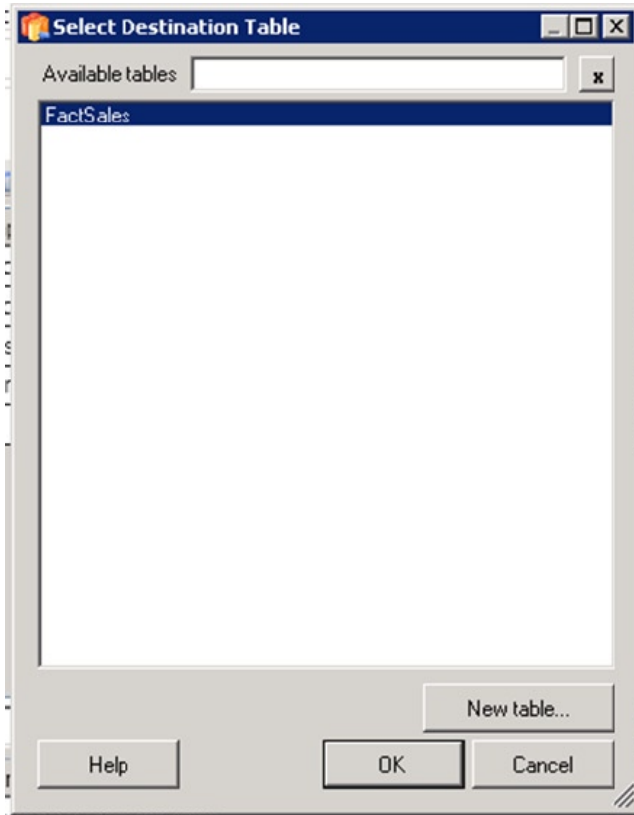 Select Destination Table
Available tables
x
FactSales
New table...
Help OK Cancel